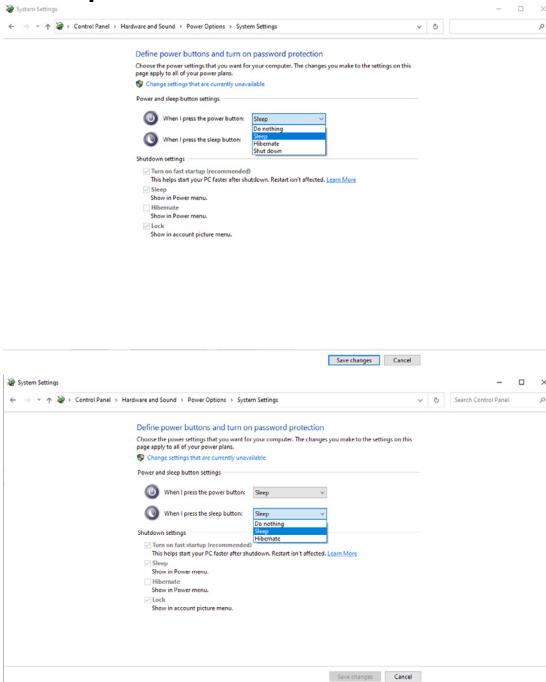 System Settings
Control Panel > Hardware and Sound > Power Options > System Settings
Define power buttons and turn on password protection
Choose the power settings that you want for your computer. The changes you make to the settings on this
page apply to all of your power plans.
Change settings that are currently unavailable
Power and sleep button settings
When I press the power button: Sleep
Do nothing
Sleep
Hibernate
Shut down
When I press the sleep button:
Shutdown settings
Turn on fast startup (recommended)
This helps start your PC faster after shutdown. Restart isn't affected. Learn More
Sleep
Show in Power menu.
Hibernate
Show in Power menu.
Lock
Show in account picture menu.
Save changes Cancel
System Settings
Control Panel > Hardware and Sound > Power Options > System Settings Search Control Panel
Define power buttons and turn on password protection
Choose the power settings that you want for your computer. The changes you make to the settings on this
page apply to all of your power plans.
Change settings that are currently unavailable
Power and sleep button settings
When I press the power button: Sleep
When I press the sleep button: Sleep
Do nothing
Sleep
Hibernate
Shutdown settings
Turn on fast startup (recommended)
This helps start your PC faster after shutdown. Restart isn't affected. Learn More
Sleep
Show in Power menu.
Hibernate
Show in Power menu.
Lock
Show in account picture menu.
Save changes Cancel